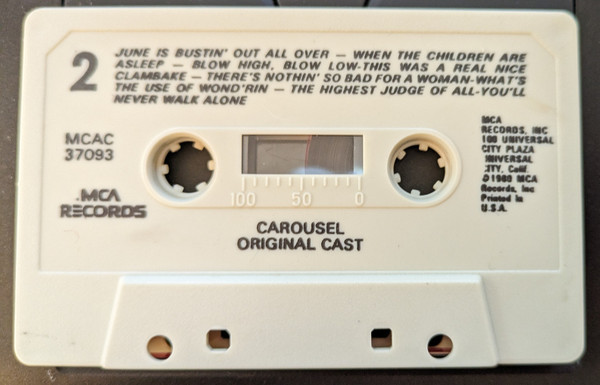 2
JUNE IS BUSTIN' OUT ALL OVER — WHEN THE CHILDREN ARE
ASLEEP — BLOW HIGH, BLOW LOW-THIS WAS A REAL NICE
CLAMBAKE — THERE'S NOTHIN' SO BAD FOR A WOMAN-WHAT'S
THE USE OF WOND'RIN — THE HIGHEST JUDGE OF ALL-YOU'LL
NEVER WALK ALONE
MCAC
37093
MCA
RECORDS
100 50 0
CAROUSEL
ORIGINAL CAST
MCA
RECORDS, INC
100 UNIVERSAL
CITY PLAZA
UNIVERSAL
CITY, Calif.
©1980 MCA
Records, Inc
Printed in
U.S.A.